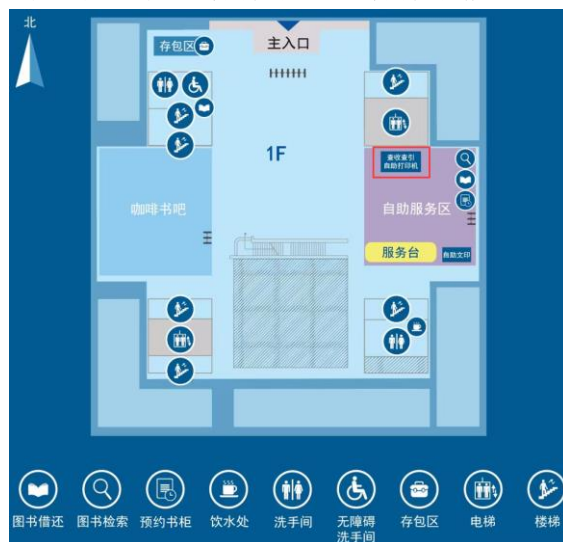 北
主入口
存包区
1F
查收查引
自助打印机
咖啡书吧
自助服务区
服务台
自助文印
图书借还
图书检索
预约书柜
饮水处
洗手间
无障碍
洗手间
存包区
电梯
楼梯